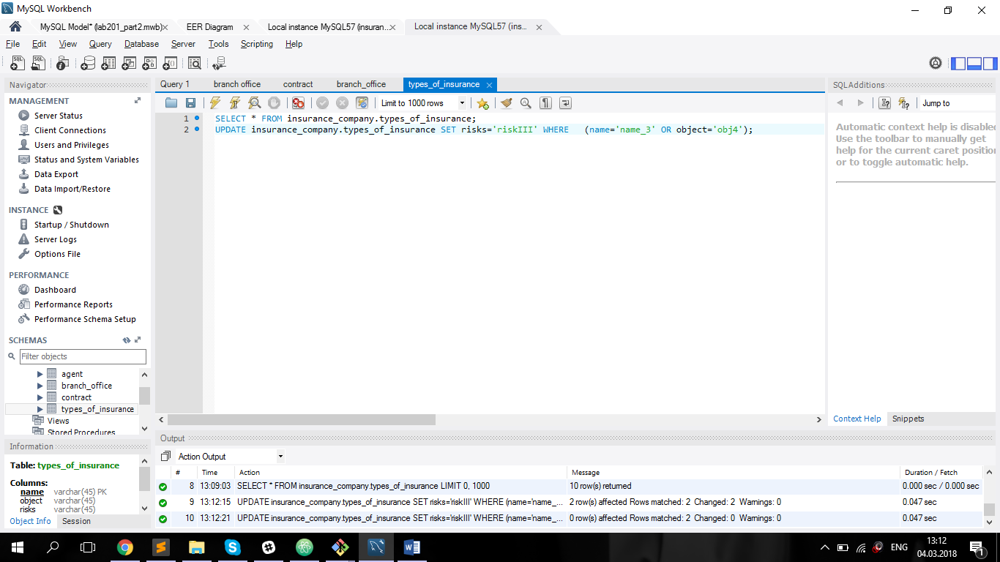 MySQL Workbench
MySQL Model* (lab201_part2.mwb) EER Diagram Local instance MySQL57 (insuran... Local instance MySQL57 (ins...
File Edit View Query Database Server Tools Scripting Help
Navigator
MANAGEMENT
Server Status
Client Connections
Users and Privileges
Status and System Variables
Data Export
Data Import/Restore
INSTANCE
Startup / Shutdown
Server Logs
Options File
PERFORMANCE
Dashboard
Performance Reports
Performance Schema Setup
SCHEMAS
Filter objects
agent
branch_office
contract
types_of_insurance
Views
Stored Procedures
Information
Table: types_of_insurance
Columns:
name varchar(45) PK
object varchar(45)
risks varchar(45)
Object Info Session
Query 1 branch office contract branch_office types_of_insurance
Limit to 1000 rows
1 SELECT * FROM insurance_company.types_of_insurance;
2 UPDATE insurance_company.types_of_insurance SET risks='riskIII' WHERE (name='name_3' OR object='obj4');
SQLAdditions
Jump to
Automatic context help is disabled
Use the toolbar to manually get
help for the current caret position
or to toggle automatic help.
Context Help Snippets
Output
Action Output
# Time Action Message Duration / Fetch
8 13:09:03 SELECT * FROM insurance_company.types_of_insurance LIMIT 0, 1000 10 row(s) returned 0.000 sec / 0.000 sec
9 13:12:15 UPDATE insurance_company.types_of_insurance SET risks='riskIII' WHERE (name='name_... 2 row(s) affected Rows matched: 2 Changed: 2 Warnings: 0 0.047 sec
10 13:12:21 UPDATE insurance_company.types_of_insurance SET risks='riskIII' WHERE (name='name_... 0 row(s) affected Rows matched: 2 Changed: 0 Warnings: 0 0.047 sec
ENG
13:12
04.03.2018
1